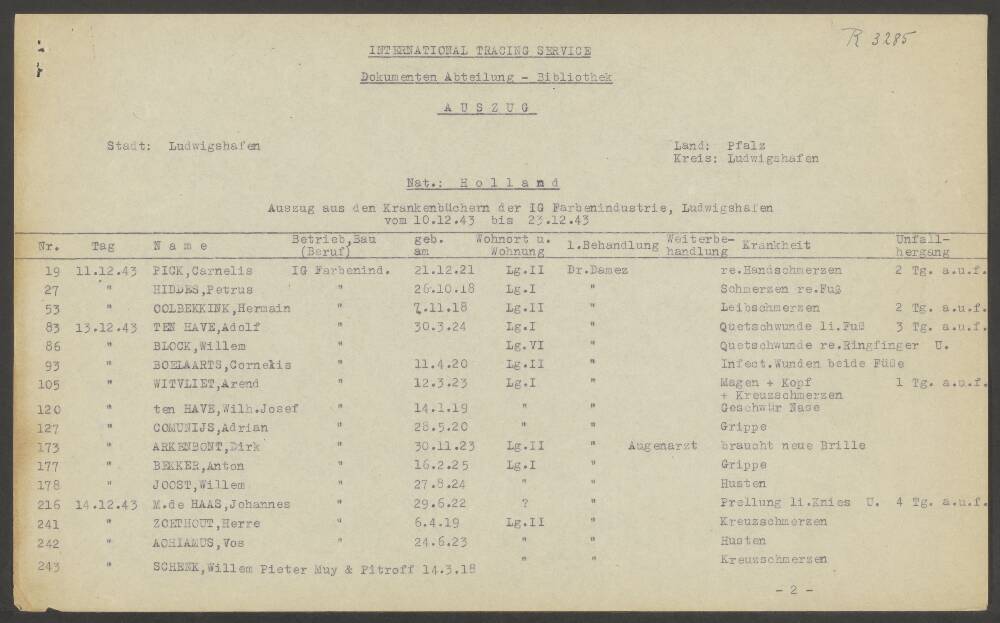 R 3285
INTERNATIONAL TRACING SERVICE
Dokumenten Abteilung - Bibliothek
A U S Z U G
Stadt: Ludwigshafen Land: Pfalz
Kreis: Ludwigshafen
Nat.: H o l l a n d
Auszug aus den Krankenbüchern der IG Farbenindustrie, Ludwigshafen
vom 10.12.43 bis 23.12.43
Nr. Tag N a m e Betrieb,Bau (Beruf) geb. am Wohnort u. Wohnung 1.Behandlung Weiterbe- handlung Krankheit Unfall- hergang
19 11.12.43 PICK,Carnelis IG Farbenind. 21.12.21 Lg.II Dr.Damez re.Handschmerzen 2 Tg. a.u.f.
27 " HIDDES,Petrus " 26.10.18 Lg.I " Schmerzen re.Fuß
53 " COLBEKKINK,Hermain " 7.11.18 Lg.II " Leibschmerzen 2 Tg. a.u.f.
83 13.12.43 TEN HAVE,Adolf " 30.3.24 Lg.I " Quetschwunde li.Fuß 3 Tg. a.u.f.
86 " BLOCK,Willem " Lg.VI " Quetschwunde re.Ringfinger U.
93 " BOELAARTS,Cornekis " 11.4.20 Lg.II " Infect.Wunden beide Füße
105 " WITVLIET,Arend " 12.3.23 Lg.I " Magen + Kopf 1 Tg. a.u.f.
+ Kreuzschmerzen
120 " ten HAVE,Wilh.Josef " 14.1.19 " " Geschwür Nase
127 " COMUNIJS,Adrian " 28.5.20 " " Grippe
173 " ARKENBONT,Dirk " 30.11.23 Lg.II " Augenarzt braucht neue Brille
177 " BEKKER,Anton " 16.2.25 Lg.I " Grippe
178 " JOOST,Willem " 27.8.24 " " Husten
216 14.12.43 M.de HAAS,Johannes " 29.6.22 ? " Prellung li.Knies U. 4 Tg. a.u.f.
241 " ZOETHOUT,Herre " 6.4.19 Lg.II " Kreuzschmerzen
242 " ACHIAMUS,Vos " 24.6.23 " " Husten
243 " SCHENK,Willem Pieter Muy & Pitroff 14.3.18 " " Kreuzschmerzen
- 2 -